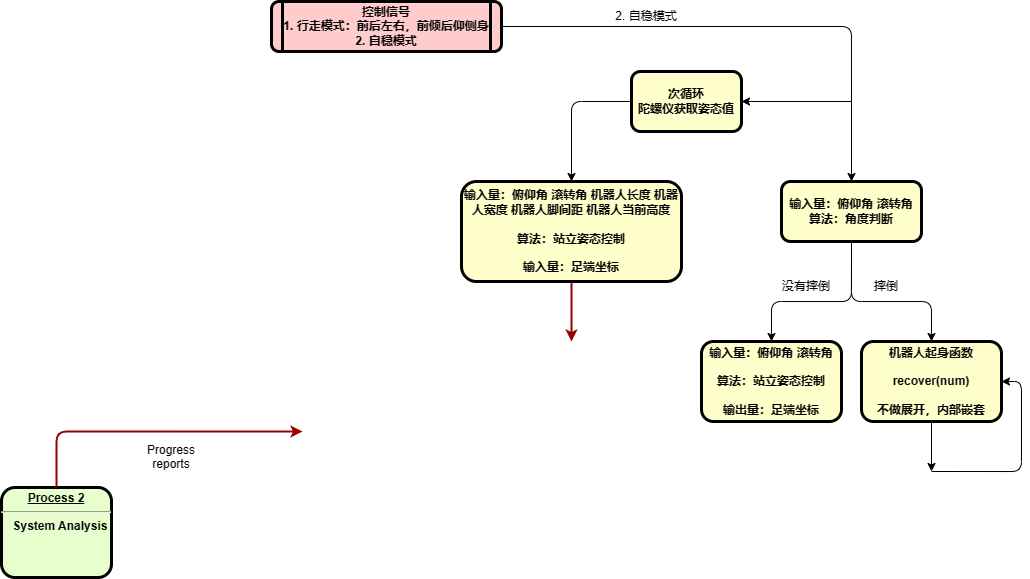 控制信号
1. 行走模式：前后左右，前倾后仰侧身
2. 自稳模式
2. 自稳模式
次循环
陀螺仪获取姿态值
输入量：俯仰角 滚转角 机器人长度 机器
人宽度 机器人脚间距 机器人当前高度
算法：站立姿态控制
输入量：足端坐标
输入量：俯仰角 滚转角
算法：角度判断
没有摔倒
摔倒
输入量：俯仰角 滚转角
算法：站立姿态控制
输出量：足端坐标
机器人起身函数
recover(num)
不做展开，内部嵌套
Progress
reports
Process 2
System Analysis